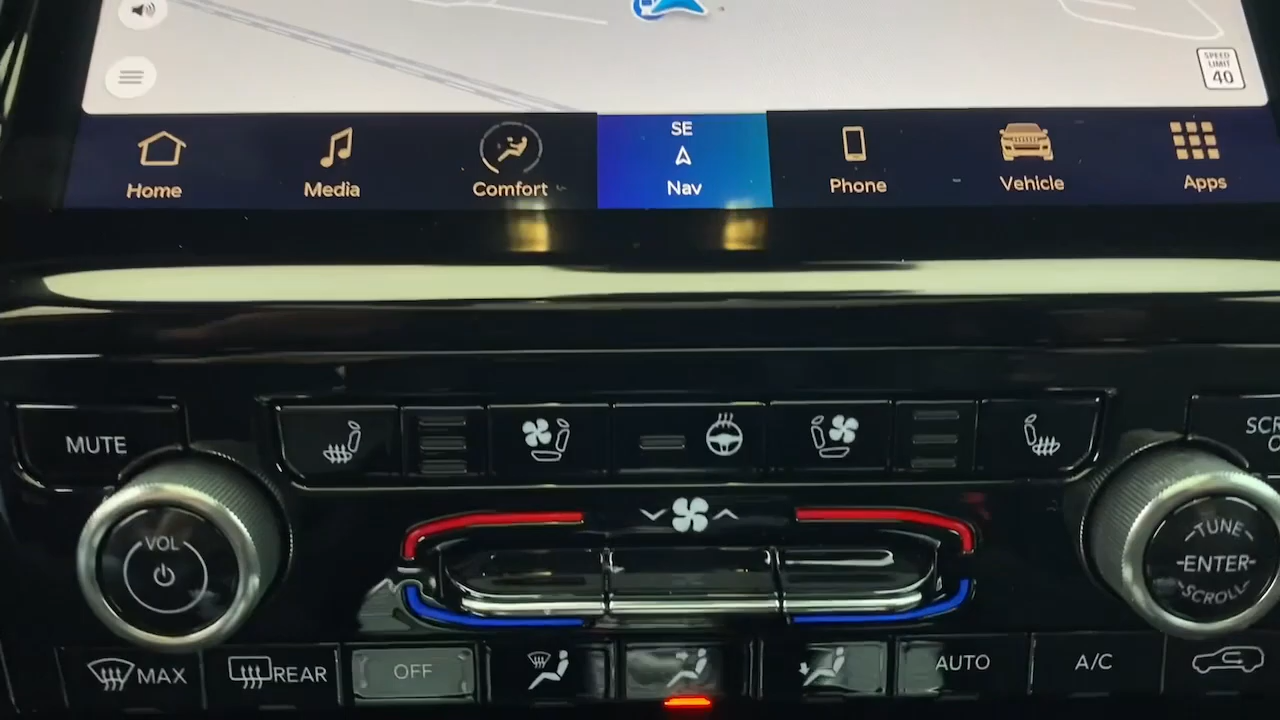 SPEED
LIMIT
40
SE
Home
Media
Comfort
Nav
Phone
Vehicle
Apps
MUTE
VOL
TUNE
ENTER
SCROLL
MAX
REAR
OFF
AUTO
A/C